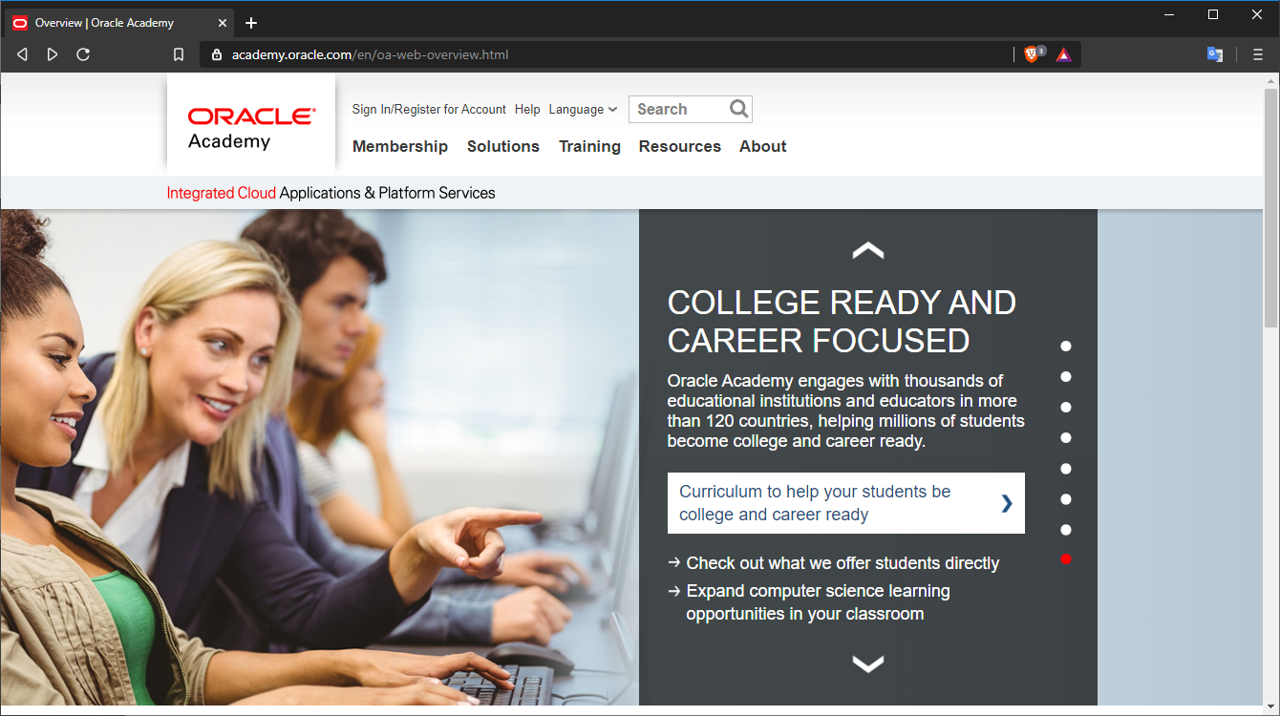 Overview | Oracle Academy
academy.oracle.com/en/oa-web-overview.html
3
ORACLE®
Academy
Sign In/Register for Account Help Language Search
Membership Solutions Training Resources About
Integrated Cloud Applications & Platform Services
COLLEGE READY AND
CAREER FOCUSED
Oracle Academy engages with thousands of
educational institutions and educators in more
than 120 countries, helping millions of students
become college and career ready.
Curriculum to help your students be
college and career ready
Check out what we offer students directly
Expand computer science learning
opportunities in your classroom